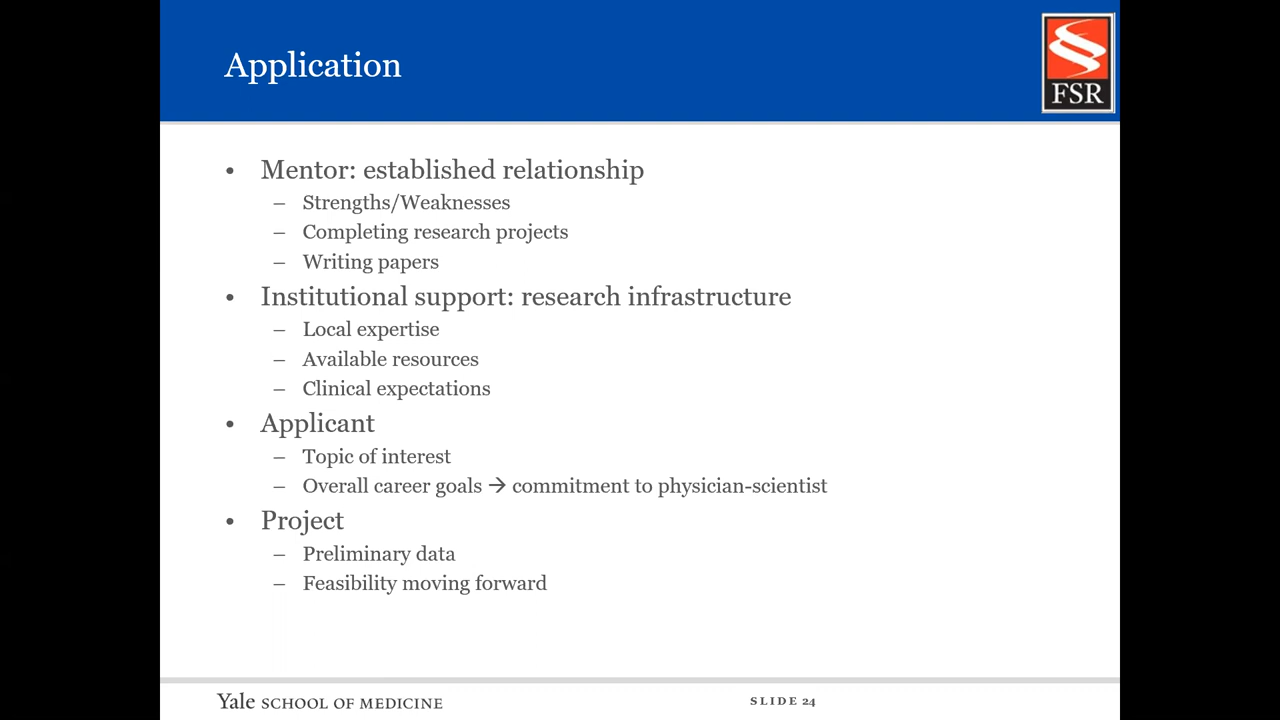 Application
FSR
• Mentor: established relationship
– Strengths/Weaknesses
– Completing research projects
– Writing papers
• Institutional support: research infrastructure
– Local expertise
– Available resources
– Clinical expectations
• Applicant
– Topic of interest
– Overall career goals → commitment to physician-scientist
• Project
– Preliminary data
– Feasibility moving forward
Yale SCHOOL OF MEDICINE
SLIDE 24